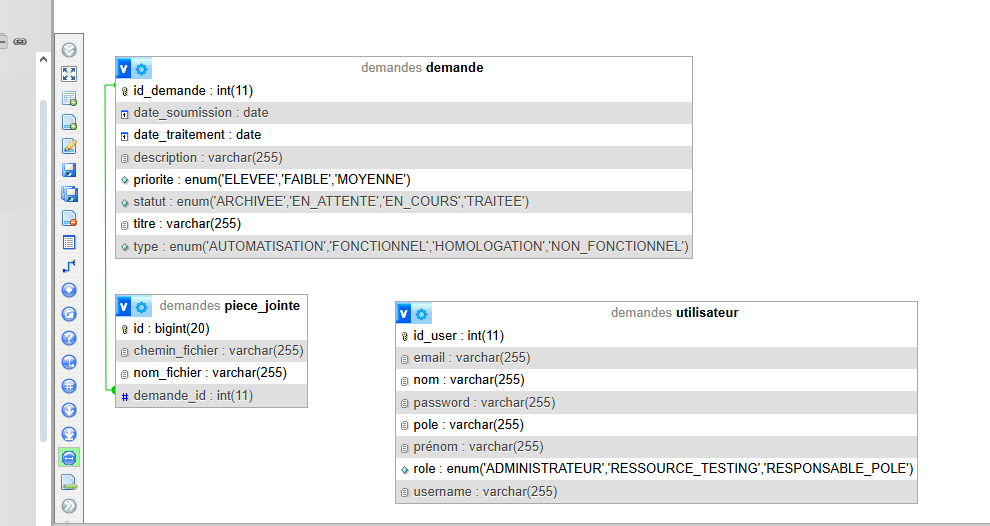 demandes demande
id_demande : int(11)
date_soumission : date
date_traitement : date
description : varchar(255)
priorite : enum('ELEVEE','FAIBLE','MOYENNE')
statut : enum('ARCHIVEE','EN_ATTENTE','EN_COURS','TRAITEE')
titre : varchar(255)
type : enum('AUTOMATISATION','FONCTIONNEL','HOMOLOGATION','NON_FONCTIONNEL')
demandes piece_jointe
id : bigint(20)
chemin_fichier : varchar(255)
nom_fichier : varchar(255)
# demande_id : int(11)
demandes utilisateur
id_user : int(11)
email : varchar(255)
nom : varchar(255)
password : varchar(255)
pole : varchar(255)
prénom : varchar(255)
role : enum('ADMINISTRATEUR','RESSOURCE_TESTING','RESPONSABLE_POLE')
username : varchar(255)